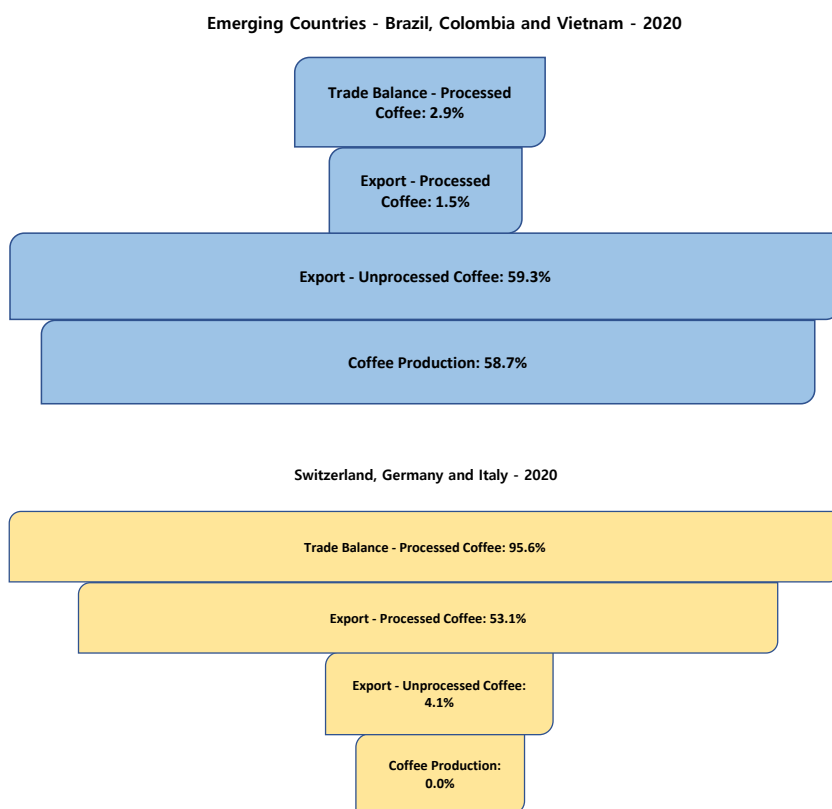 Emerging Countries - Brazil, Colombia and Vietnam - 2020
Trade Balance - Processed
Coffee: 2.9%
Export - Processed
Coffee: 1.5%
Export - Unprocessed Coffee: 59.3%
Coffee Production: 58.7%
Switzerland, Germany and Italy - 2020
Trade Balance - Processed Coffee: 95.6%
Export - Processed Coffee: 53.1%
Export - Unprocessed Coffee:
4.1%
Coffee Production:
0.0%